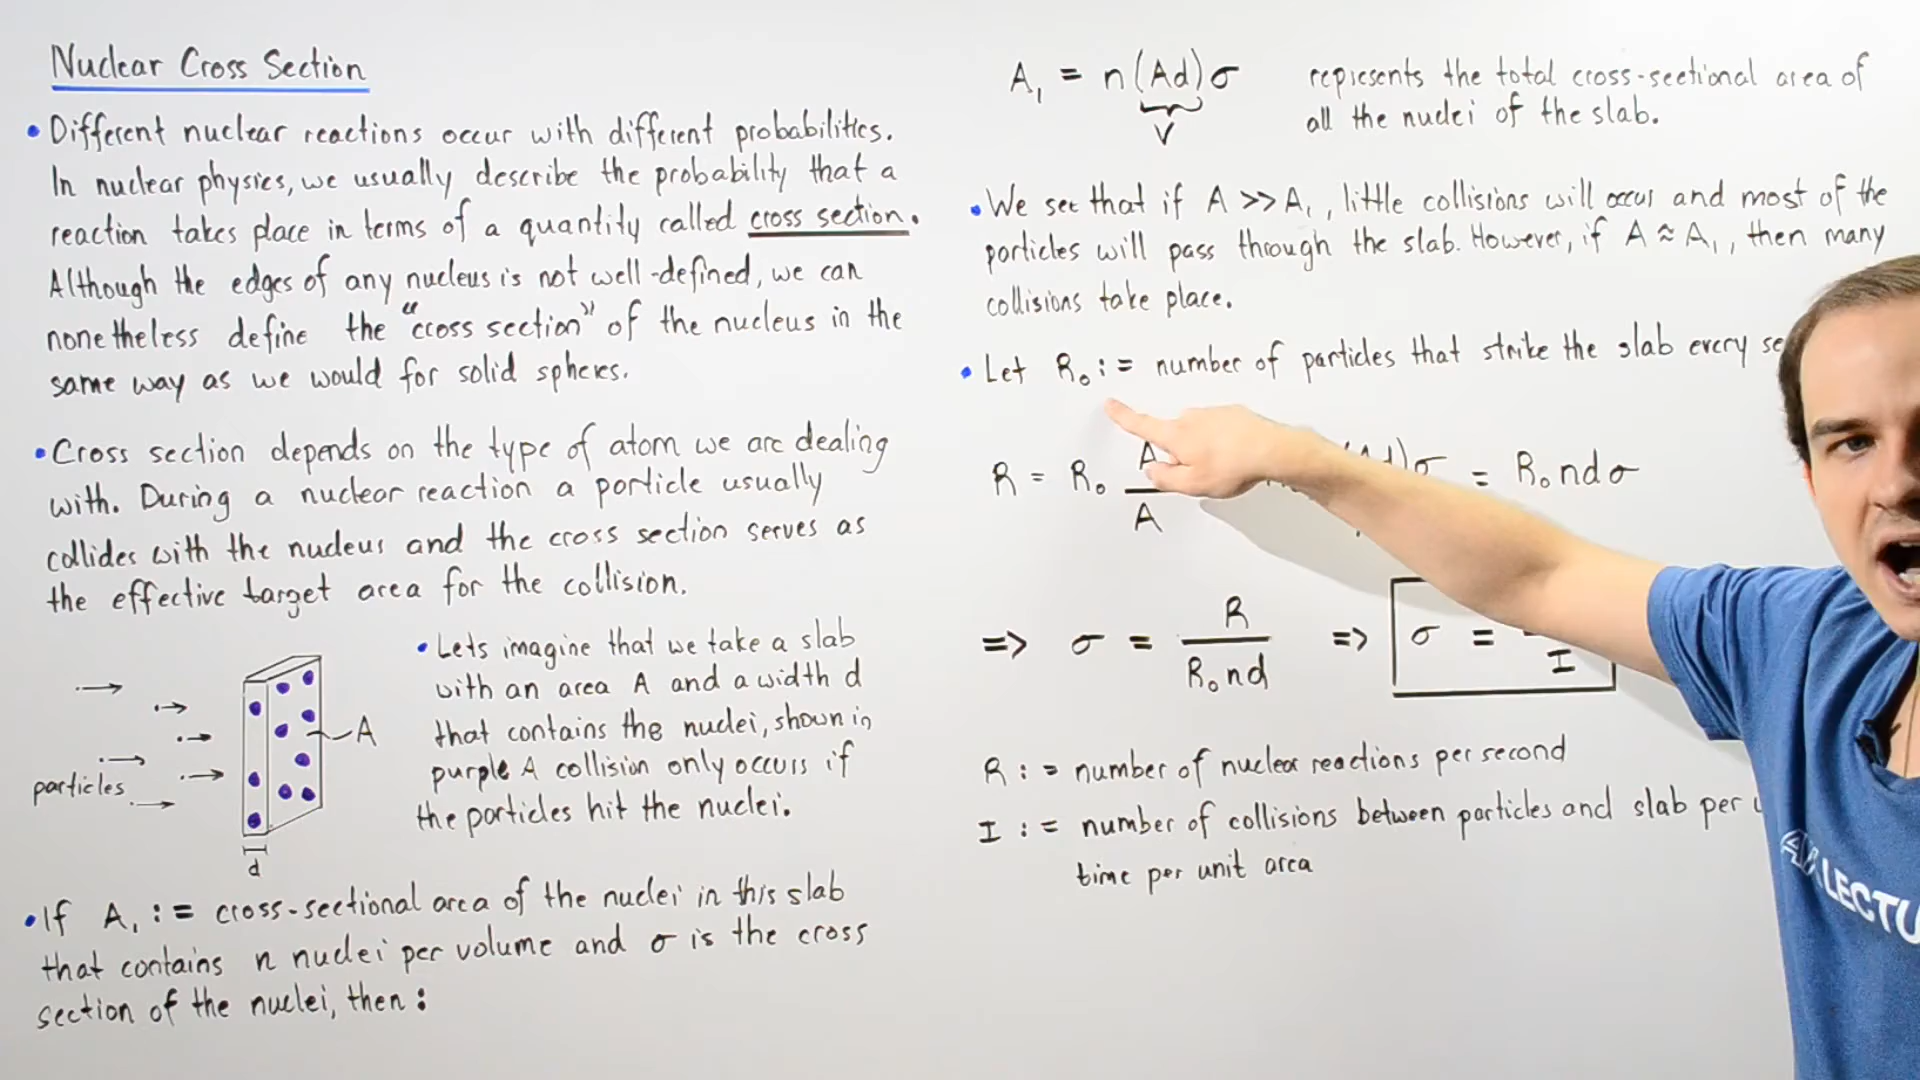 Nuclear Cross Section
• Different nuclear reactions occur with different probabilities.
In nuclear physics, we usually describe the probability that a
reaction takes place in terms of a quantity called cross section.
Although the edges of any nucleus is not well-defined, we can
nonetheless define the "cross section" of the nucleus in the
same way as we would for solid spheres.
• Cross section depends on the type of atom we are dealing
with. During a nuclear reaction a particle usually
collides with the nucleus and the cross section serves as
the effective target area for the collision.
• Lets imagine that we take a slab
with an area A and a width d
that contains the nuclei, shown in
purple A collision only occurs if
the particles hit the nuclei.
particles
A
d
• If A₁ := cross-sectional area of the nuclei in this slab
that contains n nuclei per volume and σ is the cross
section of the nuclei, then :
A₁ = n(Ad)σ
V
represents the total cross-sectional area of
all the nuclei of the slab.
• We see that if A >> A₁, little collisions will occur and most of the
particles will pass through the slab. However, if A ≈ A₁, then many
collisions take place.
• Let R₀ := number of particles that strike the slab every
R = R₀ A / A )σ = R₀ndσ
=> σ = R / R₀nd => σ = / I
R := number of nuclear reactions per second
I := number of collisions between particles and slab per
time per unit area
LECTU